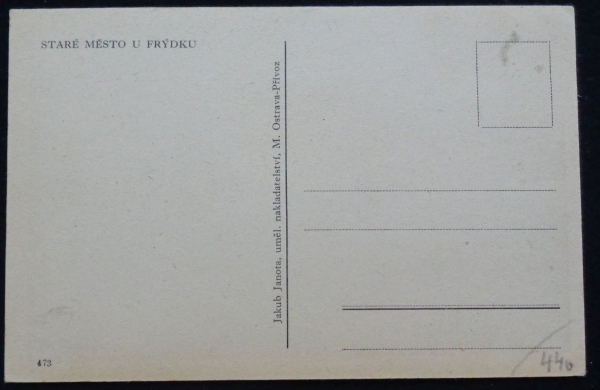 STARÉ MĚSTO U FRÝDKU
Jakub Janota, uměl. nakladatelství, M. Ostrava-Přívoz
473
440